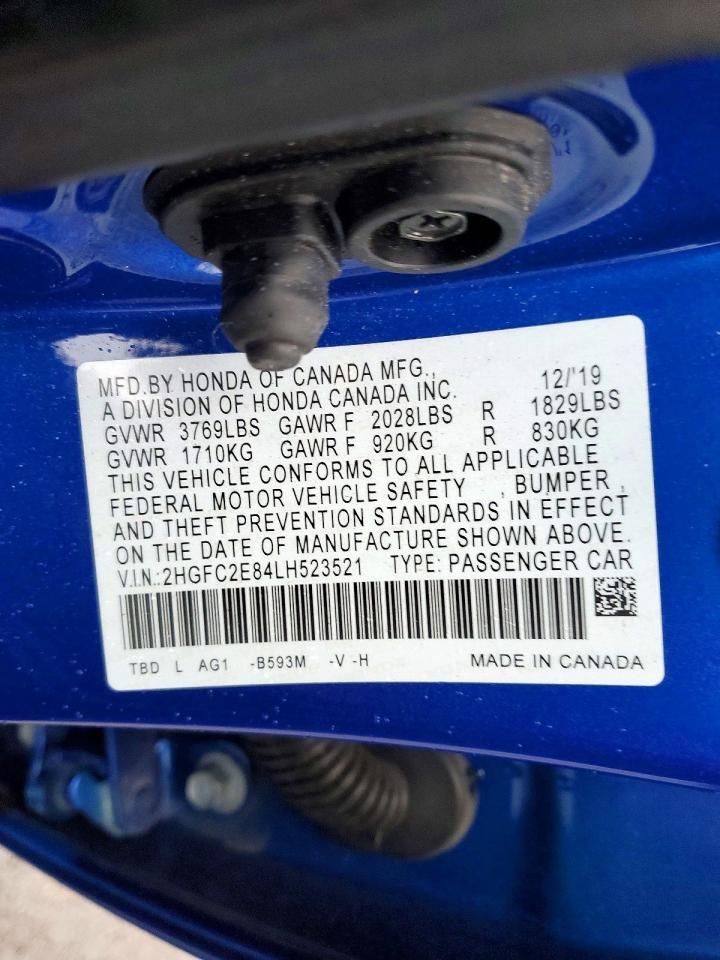 MFD.BY HONDA OF CANADA MFG., 12/'19
A DIVISION OF HONDA CANADA INC.
GVWR 3769LBS GAWR F 2028LBS R 1829LBS
GVWR 1710KG GAWR F 920KG R 830KG
THIS VEHICLE CONFORMS TO ALL APPLICABLE
FEDERAL MOTOR VEHICLE SAFETY , BUMPER ,
AND THEFT PREVENTION STANDARDS IN EFFECT
ON THE DATE OF MANUFACTURE SHOWN ABOVE.
V.I.N.:2HGFC2E84LH523521 TYPE: PASSENGER CAR
TBD L AG1 -B593M -V -H MADE IN CANADA